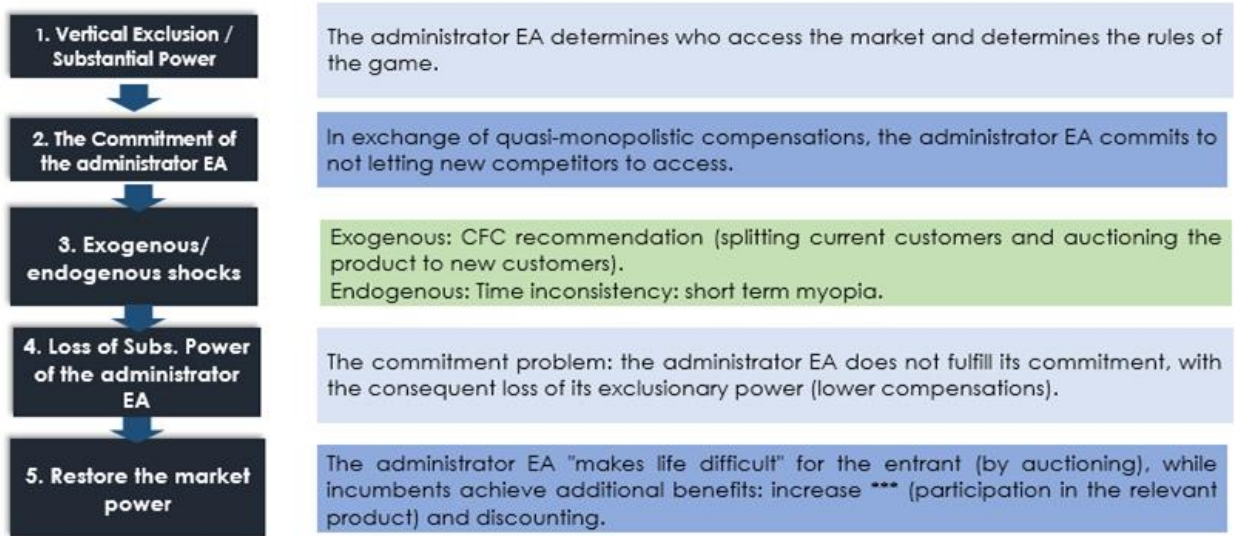 1. Vertical Exclusion /
Substantial Power
The administrator EA determines who access the market and determines the rules of
the game.
2. The Commitment of
the administrator EA
In exchange of quasi-monopolistic compensations, the administrator EA commits to
not letting new competitors to access.
3. Exogenous/
endogenous shocks
Exogenous: CFC recommendation (splitting current customers and auctioning the
product to new customers).
Endogenous: Time inconsistency: short term myopia.
4. Loss of Subs. Power
of the administrator
EA
The commitment problem: the administrator EA does not fulfill its commitment, with
the consequent loss of its exclusionary power (lower compensations).
5. Restore the market
power
The administrator EA "makes life difficult" for the entrant (by auctioning), while
incumbents achieve additional benefits: increase *** (participation in the relevant
product) and discounting.